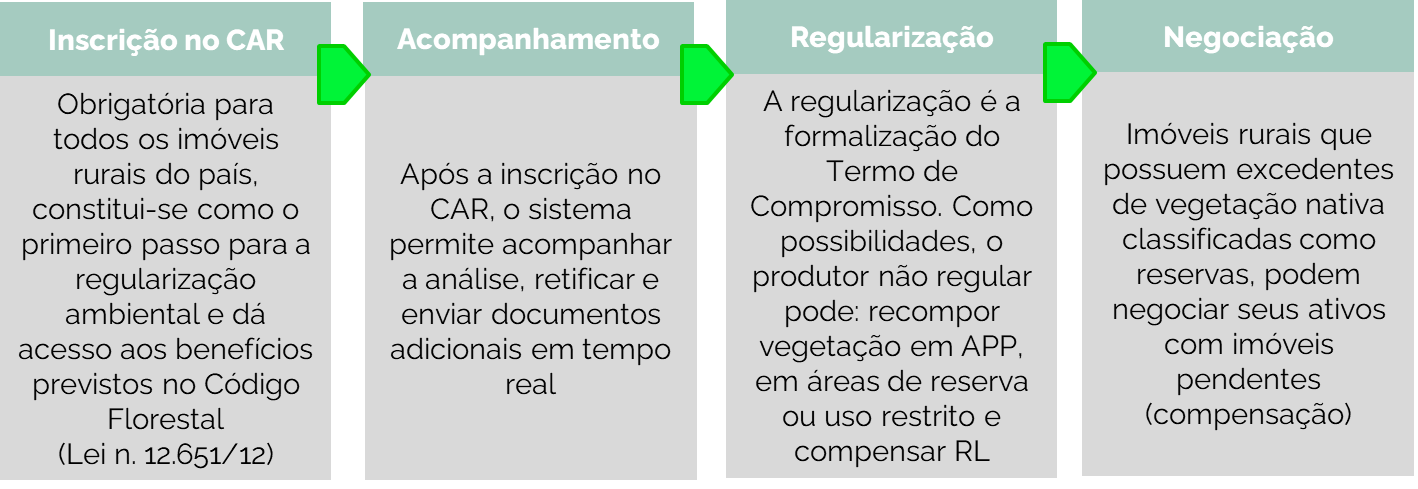 Inscrição no CAR
Obrigatória para
todos os imóveis
rurais do país,
constitui-se como o
primeiro passo para a
regularização
ambiental e dá
acesso aos benefícios
previstos no Código
Florestal
(Lei n. 12.651/12)
Acompanhamento
Após a inscrição no
CAR, o sistema
permite acompanhar
a análise, retificar e
enviar documentos
adicionais em tempo
real
Regularização
A regularização é a
formalização do
Termo de
Compromisso. Como
possibilidades, o
produtor não regular
pode: recompor
vegetação em APP,
em áreas de reserva
ou uso restrito e
compensar RL
Negociação
Imóveis rurais que
possuem excedentes
de vegetação nativa
classificadas como
reservas, podem
negociar seus ativos
com imóveis
pendentes
(compensação)